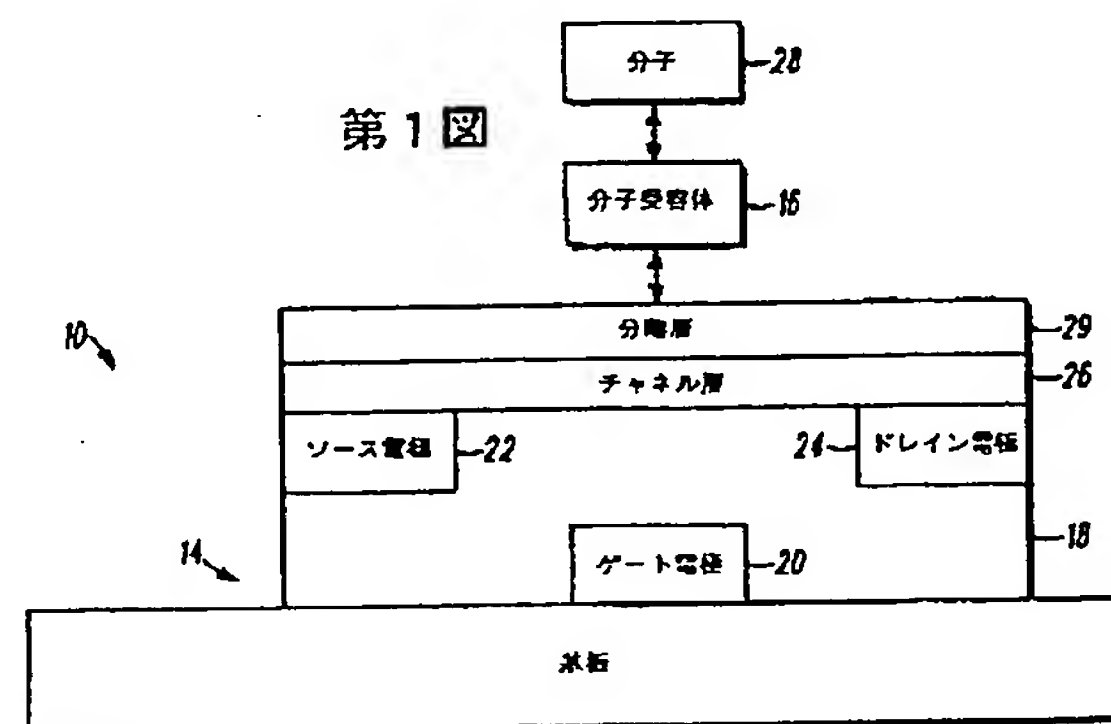 分子
28
第1図
分子受容体
16
分離層
29
10
チャネル層
26
ソース電極
22
24
ドレイン電極
18
14
ゲート電極
20
基板